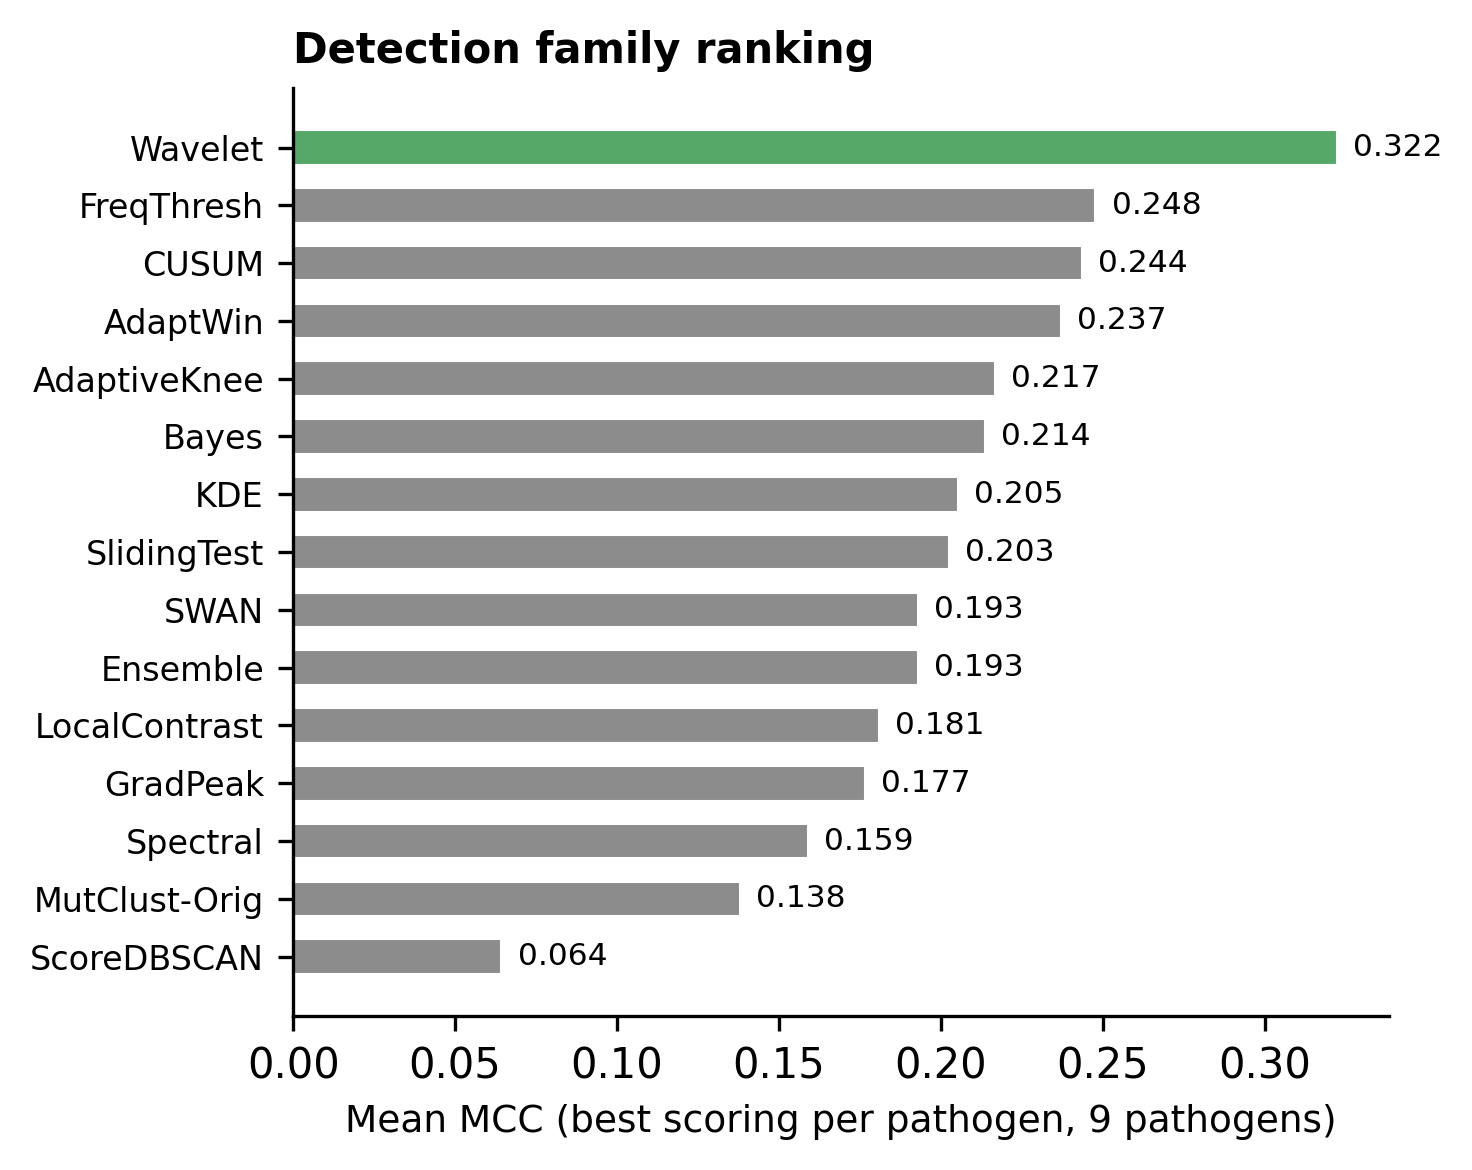 Detection family ranking
Wavelet 0.322
FreqThresh 0.248
CUSUM 0.244
AdaptWin 0.237
AdaptiveKnee 0.217
Bayes 0.214
KDE 0.205
SlidingTest 0.203
SWAN 0.193
Ensemble 0.193
LocalContrast 0.181
GradPeak 0.177
Spectral 0.159
MutClust-Orig 0.138
ScoreDBSCAN 0.064
0.00 0.05 0.10 0.15 0.20 0.25 0.30
Mean MCC (best scoring per pathogen, 9 pathogens)